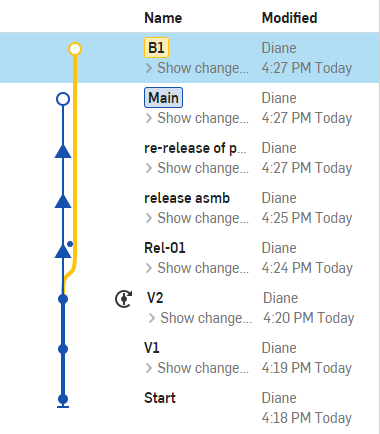 Name Modified
B1 Diane
Show change... 4:27 PM Today
Main Diane
Show change... 4:27 PM Today
re-release of p... Diane
Show change... 4:27 PM Today
release asmb Diane
Show change... 4:25 PM Today
Rel-01 Diane
Show change... 4:24 PM Today
V2 Diane
Show change... 4:20 PM Today
V1 Diane
Show change... 4:19 PM Today
Start Diane
4:18 PM Today